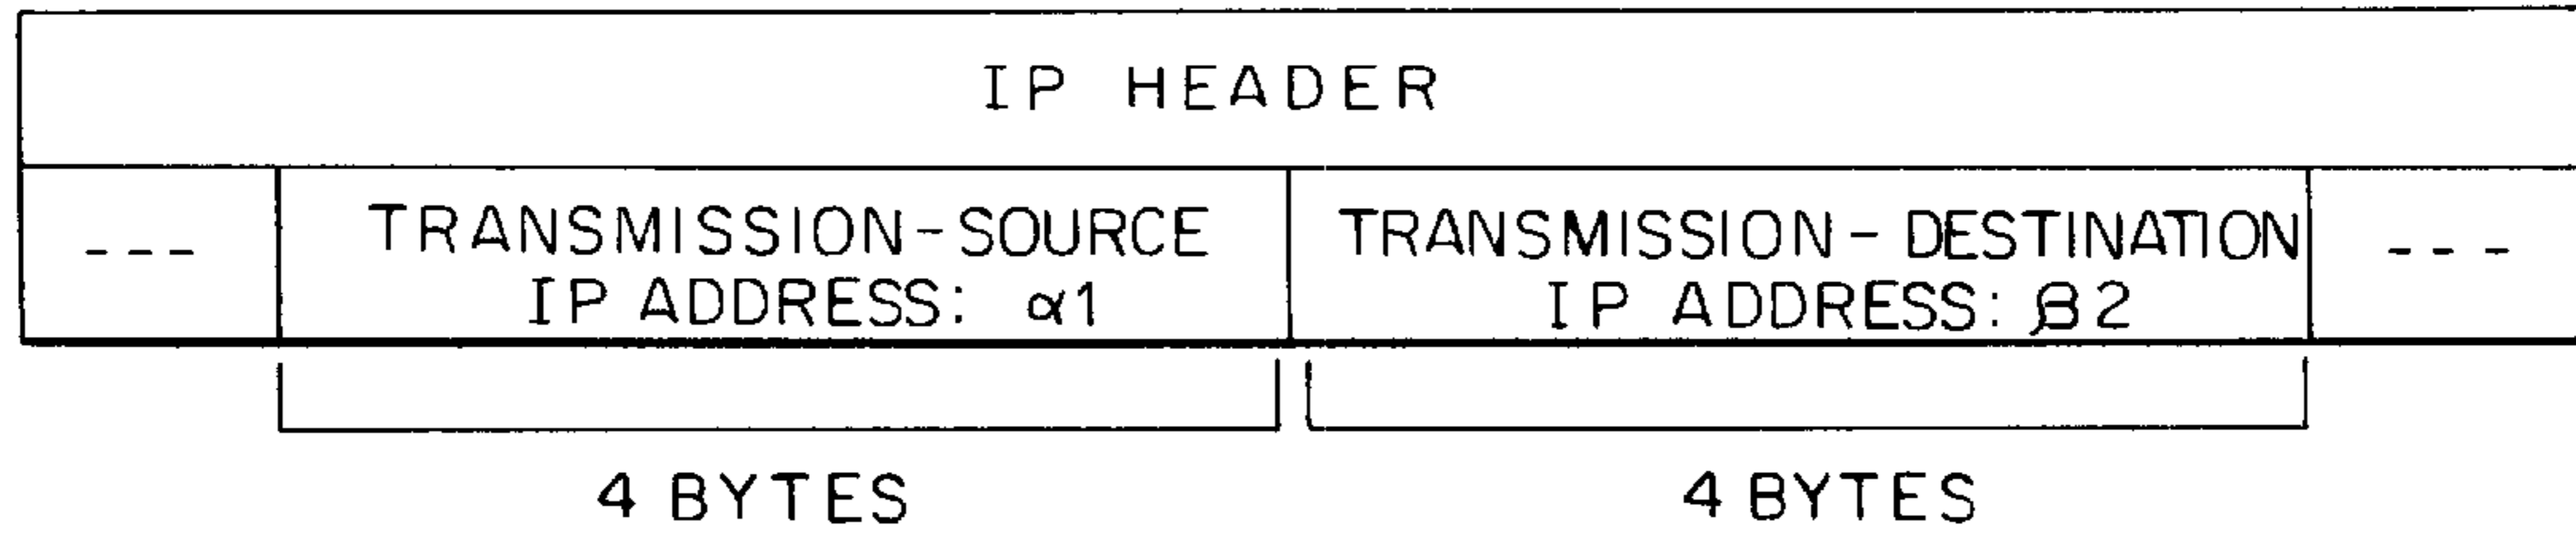 IP HEADER
--- TRANSMISSION-SOURCE TRANSMISSION-DESTINATION ---
IP ADDRESS: α1 IP ADDRESS: β2
4 BYTES 4 BYTES